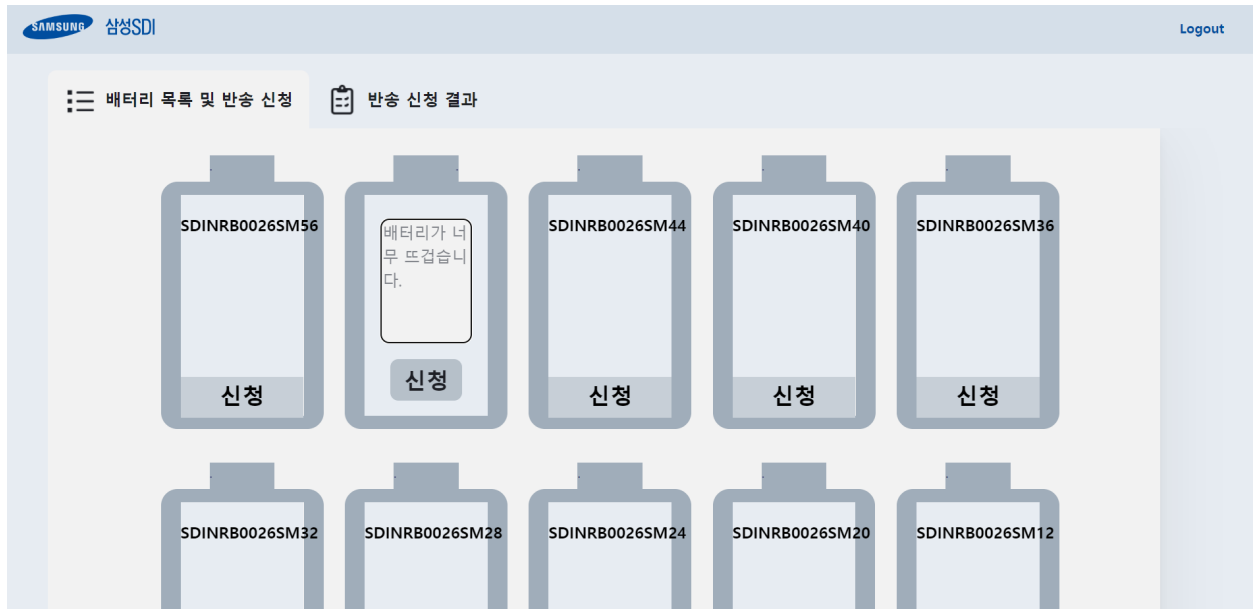 SAMSUNG 삼성SDI
Logout
배터리 목록 및 반송 신청
반송 신청 결과
SDINRB0026SM56
배터리가 너
무 뜨겁습니
다.
SDINRB0026SM44
SDINRB0026SM40
SDINRB0026SM36
신청
신청
신청
신청
신청
SDINRB0026SM32
SDINRB0026SM28
SDINRB0026SM24
SDINRB0026SM20
SDINRB0026SM12